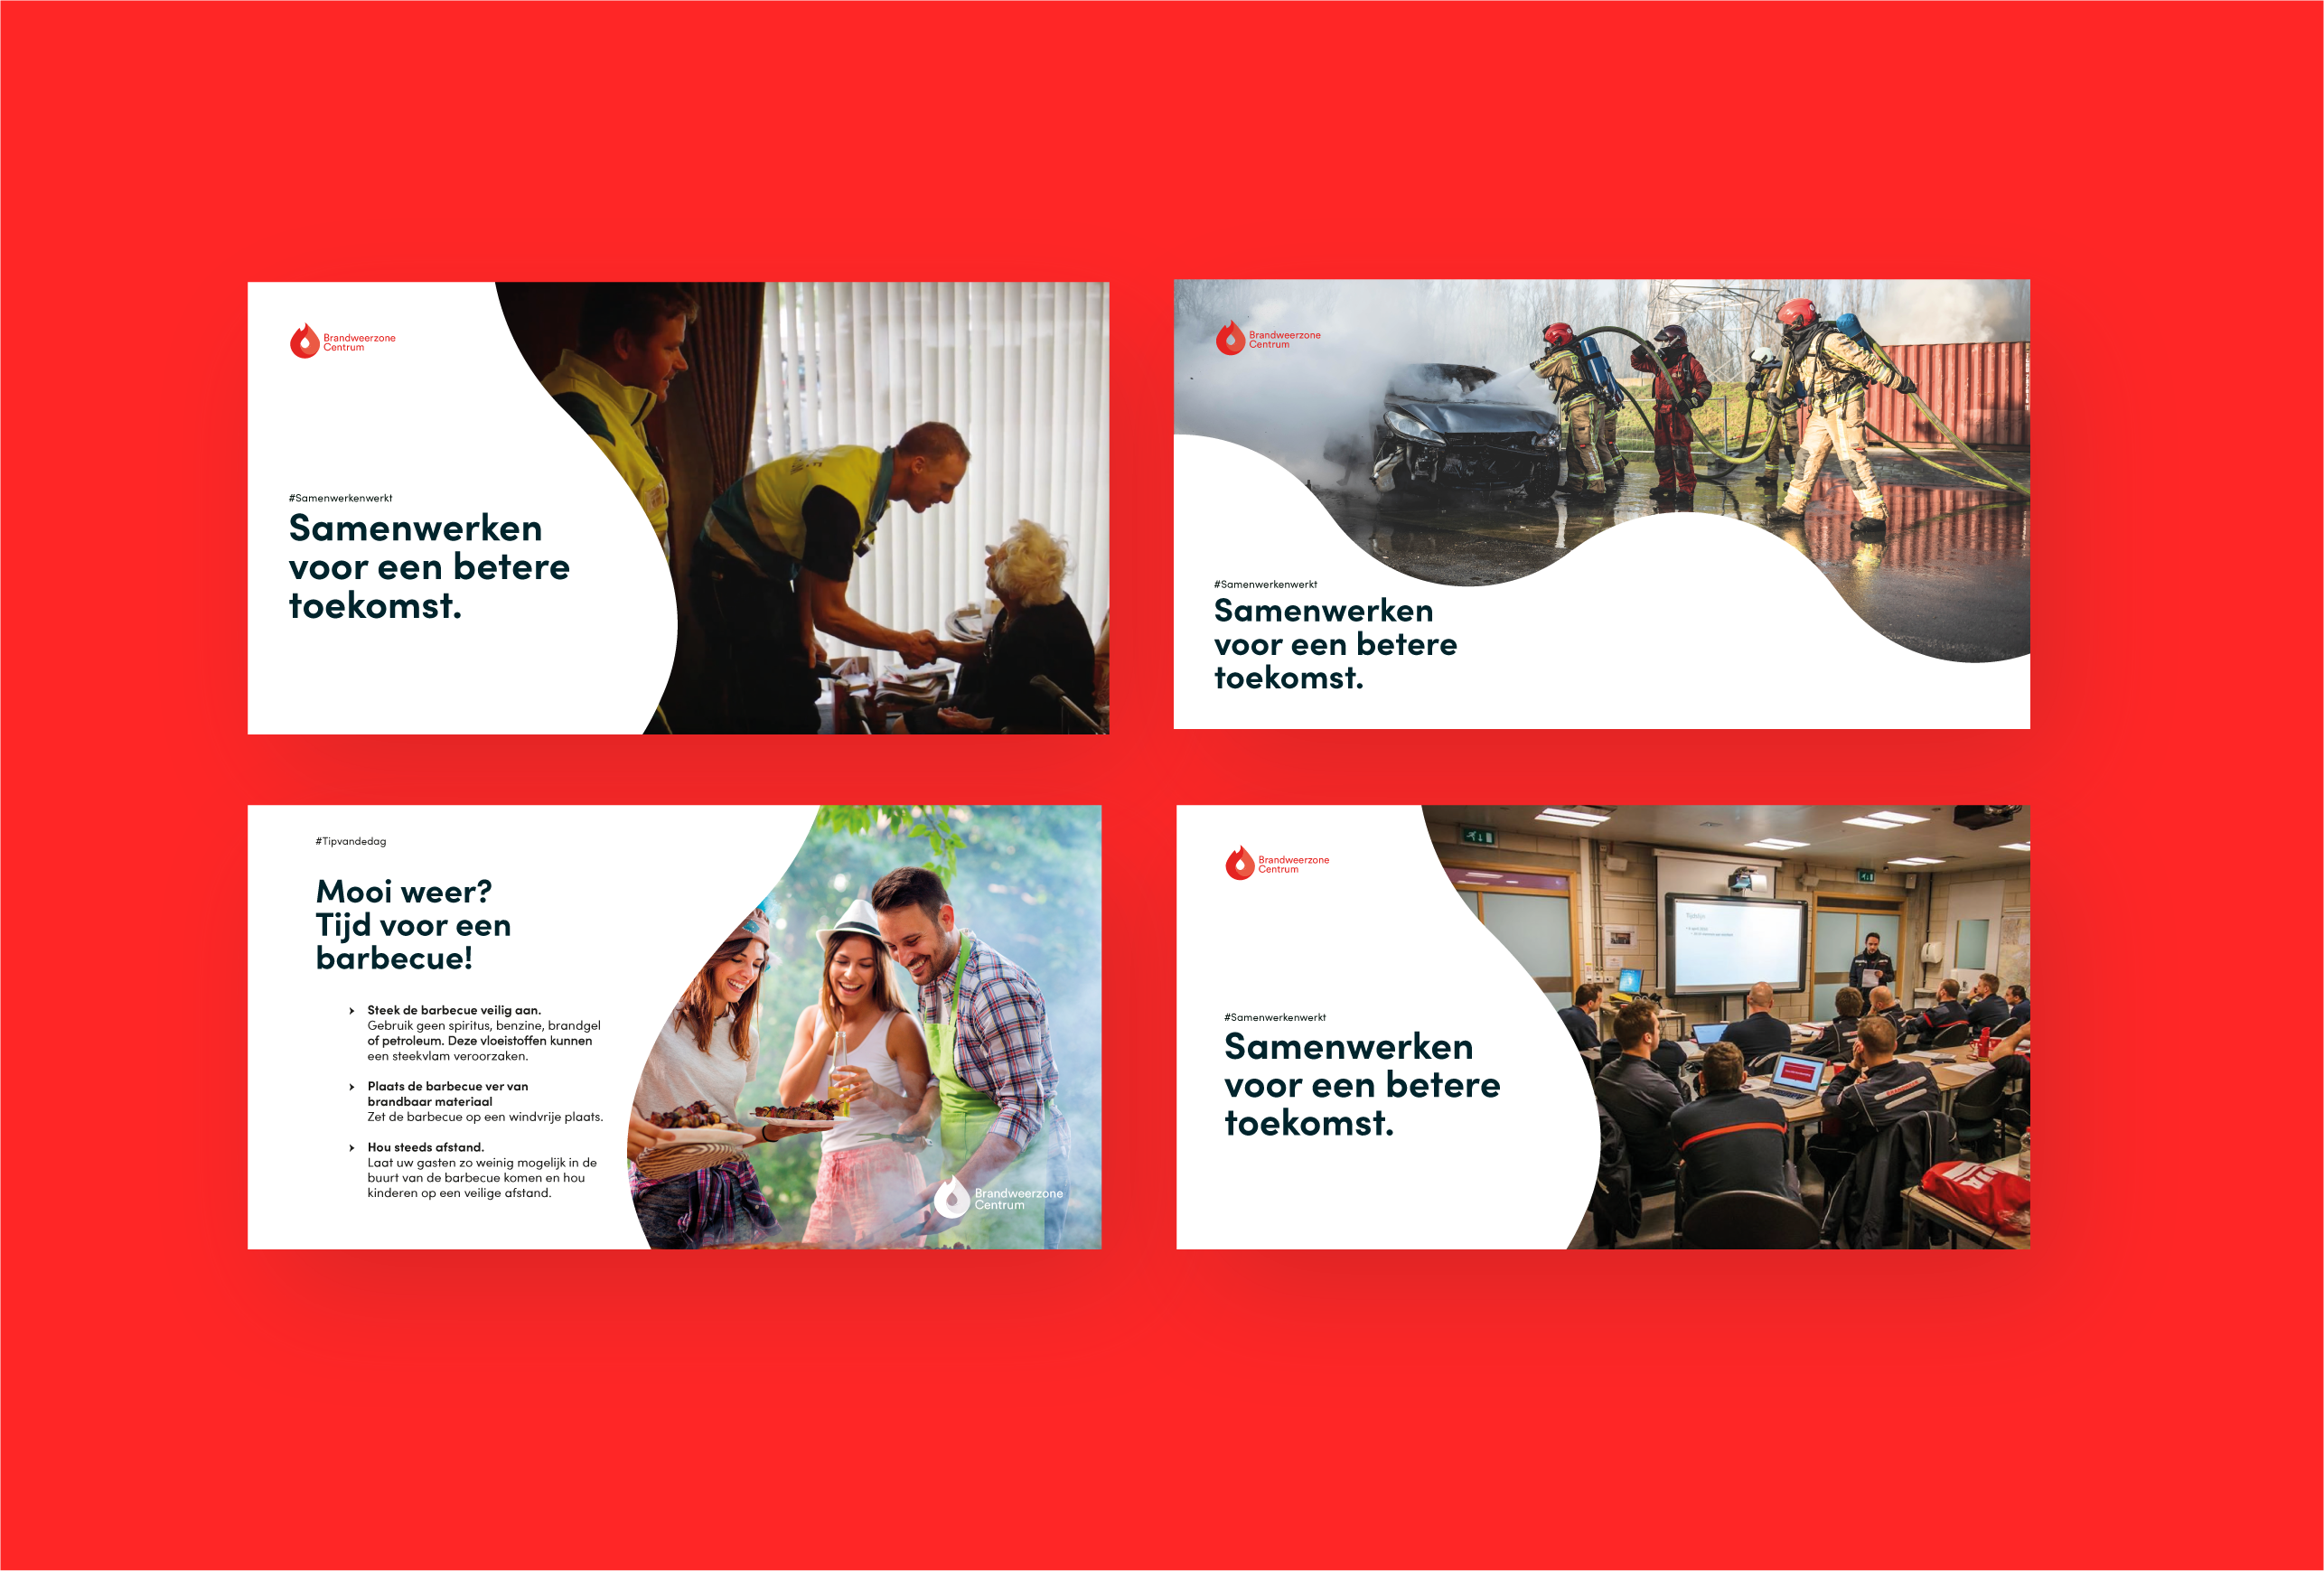 Brandweerzone
Centrum
#Samenwerkenwerkt
Samenwerken
voor een betere
toekomst.
Brandweerzone
Centrum
#Samenwerkenwerkt
Samenwerken
voor een betere
toekomst.
#Tipvandedag
Mooi weer?
Tijd voor een
barbecue!
Steek de barbecue veilig aan.
Gebruik geen spiritus, benzine, brandgel
of petroleum. Deze vloeistoffen kunnen
een steekvlam veroorzaken.
Plaats de barbecue ver van
brandbaar materiaal
Zet de barbecue op een windvrije plaats.
Hou steeds afstand.
Laat uw gasten zo weinig mogelijk in de
buurt van de barbecue komen en hou
kinderen op een veilige afstand.
Brandweerzone
Centrum
Brandweerzone
Centrum
Tijdslijn
#Samenwerkenwerkt
Samenwerken
voor een betere
toekomst.